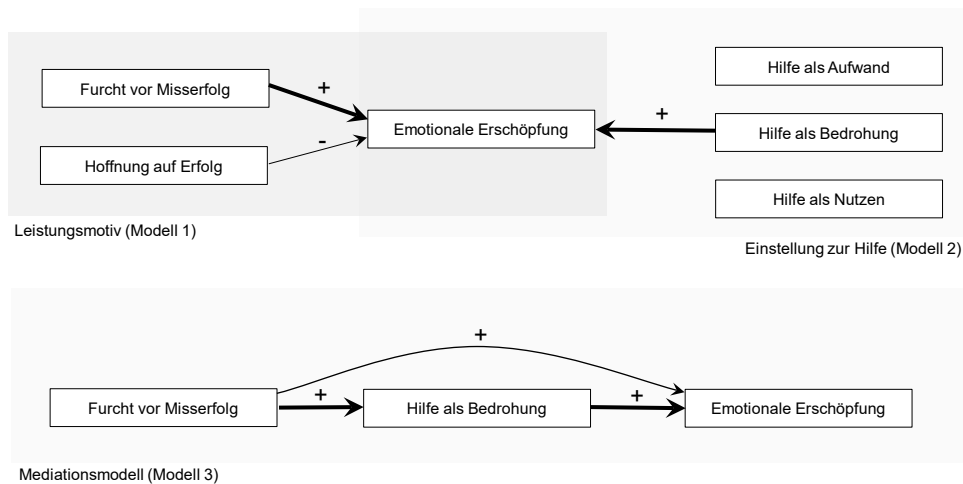 Hilfe als Aufwand
Furcht vor Misserfolg
+
+
Emotionale Erschöpfung
Hilfe als Bedrohung
-
Hoffnung auf Erfolg
Hilfe als Nutzen
Leistungsmotiv (Modell 1)
Einstellung zur Hilfe (Modell 2)
+
Furcht vor Misserfolg
+
Hilfe als Bedrohung
+
Emotionale Erschöpfung
Mediationsmodell (Modell 3)